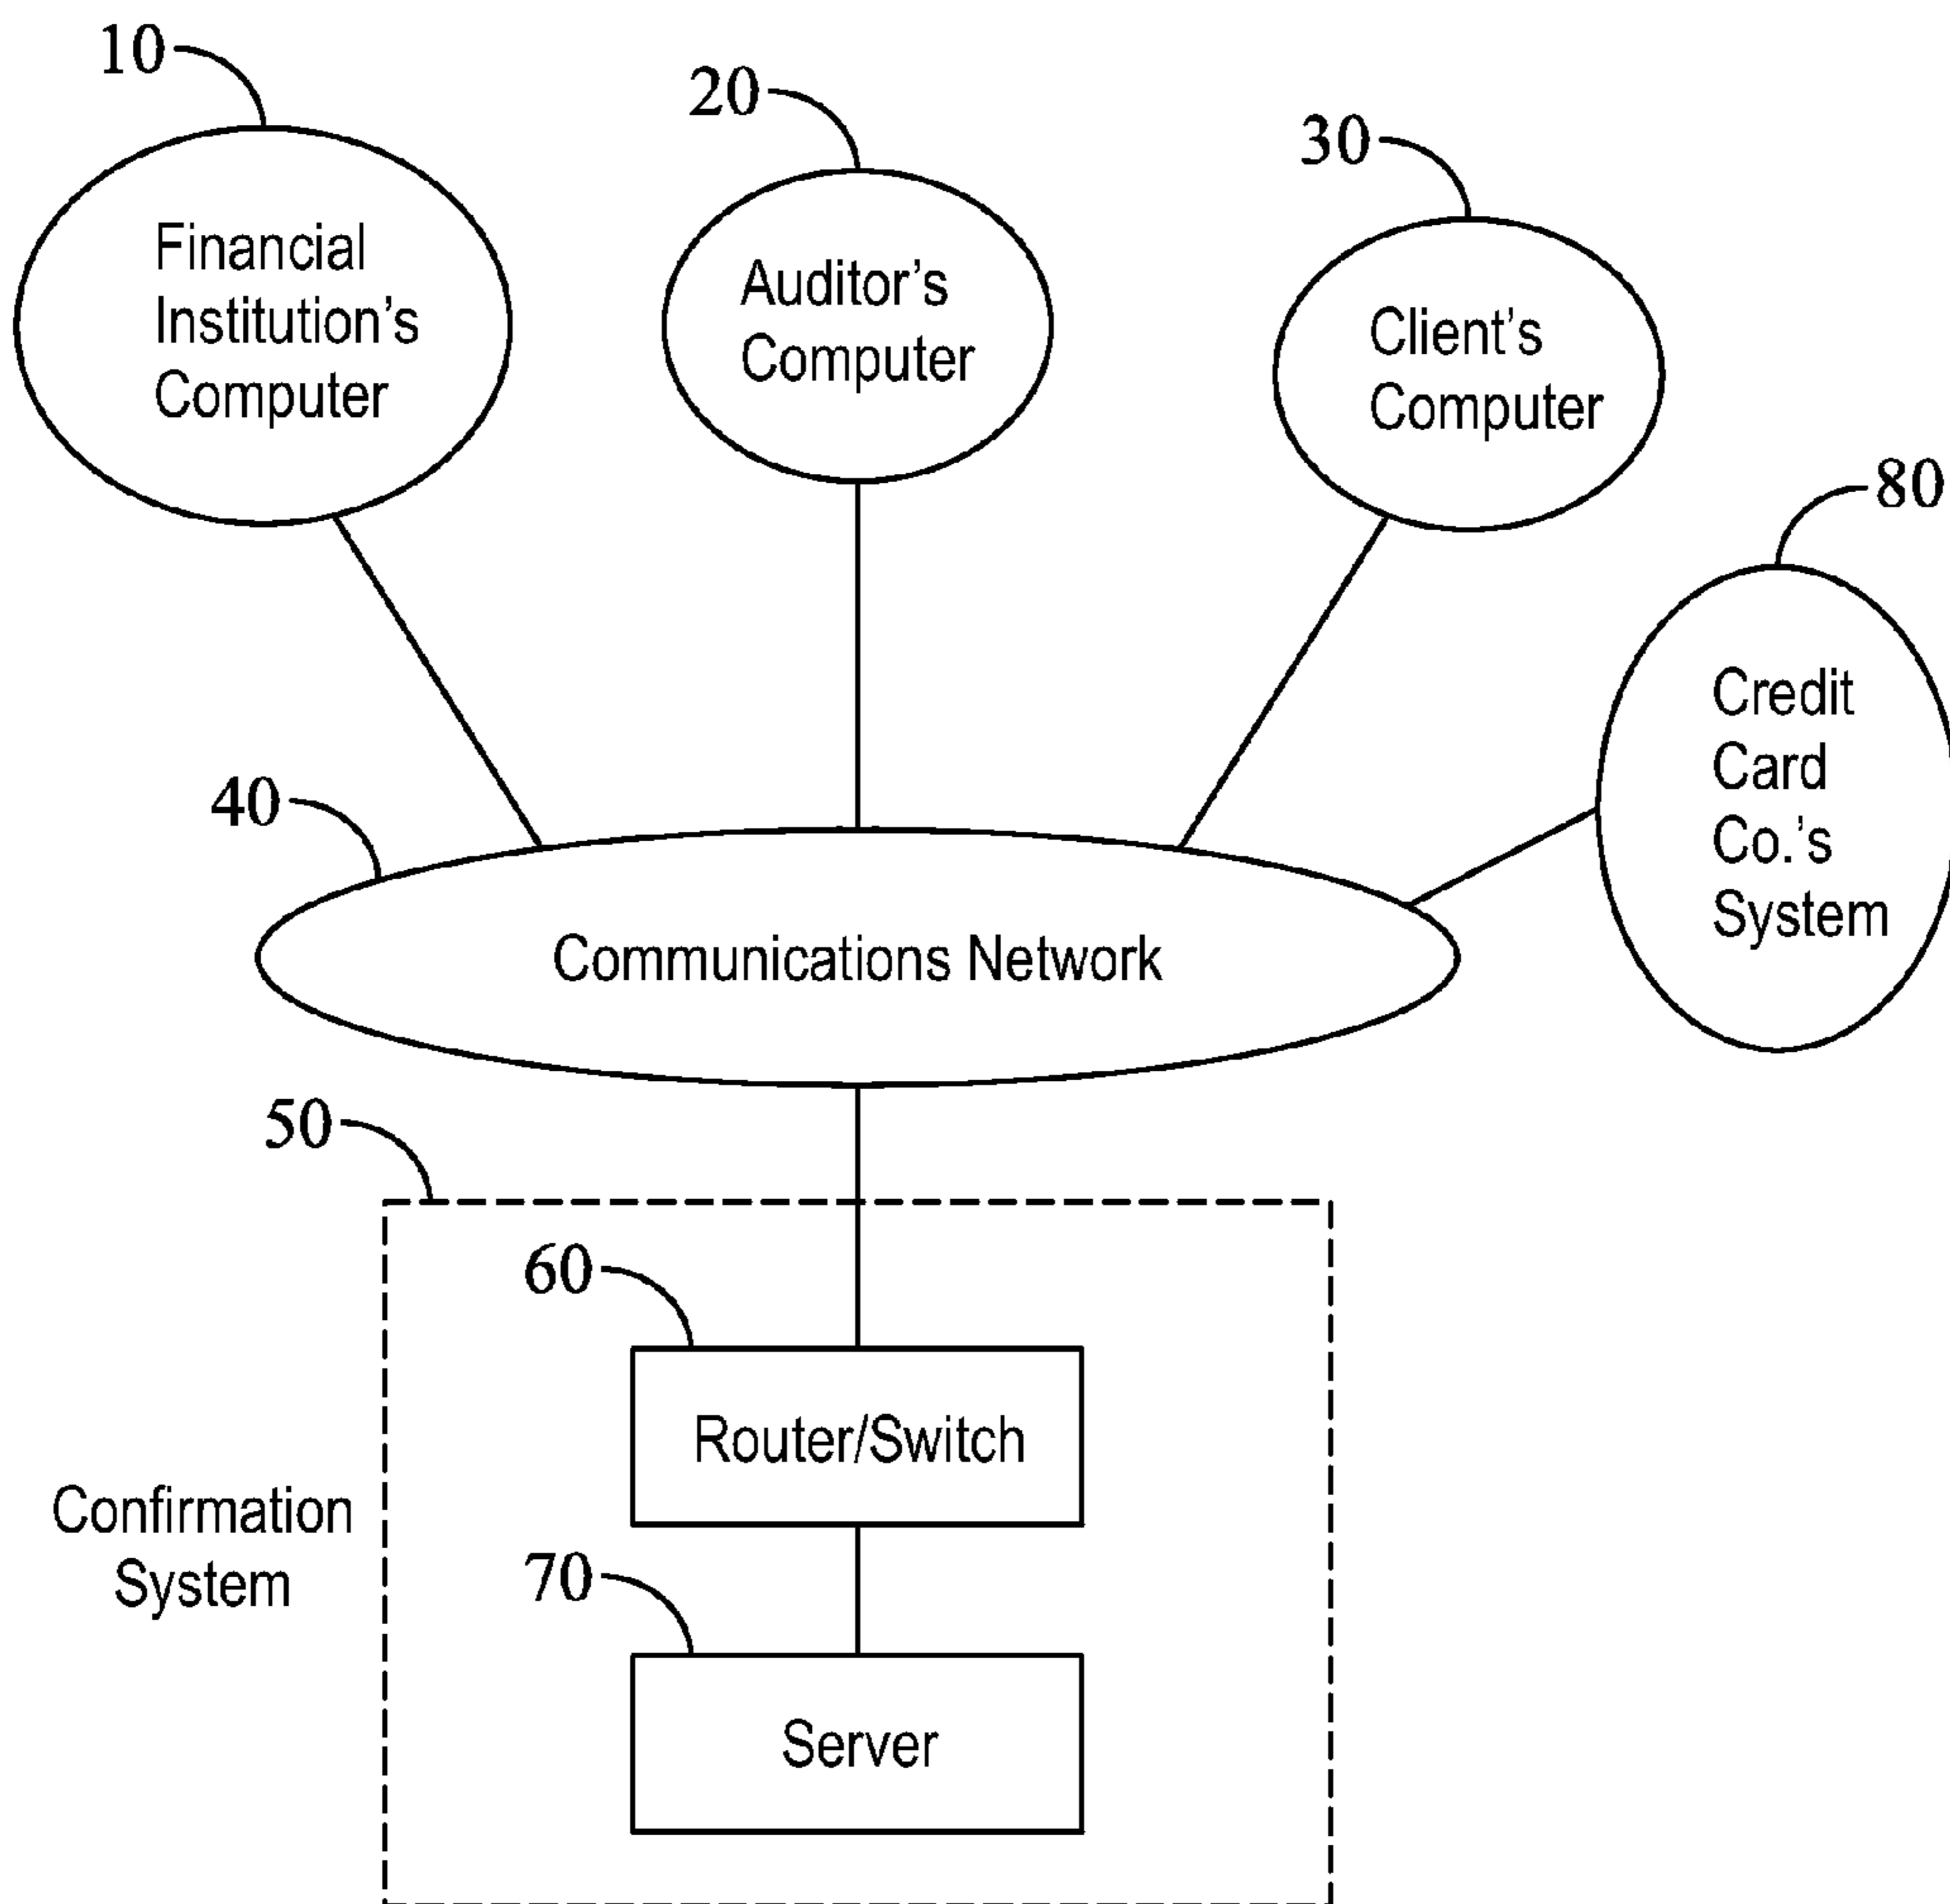 10
20
30
Financial
Institution's
Computer
Auditor's
Computer
Client's
Computer
80
Credit
Card
Co.'s
System
40
Communications Network
50
60
Router/Switch
Confirmation
System
70
Server